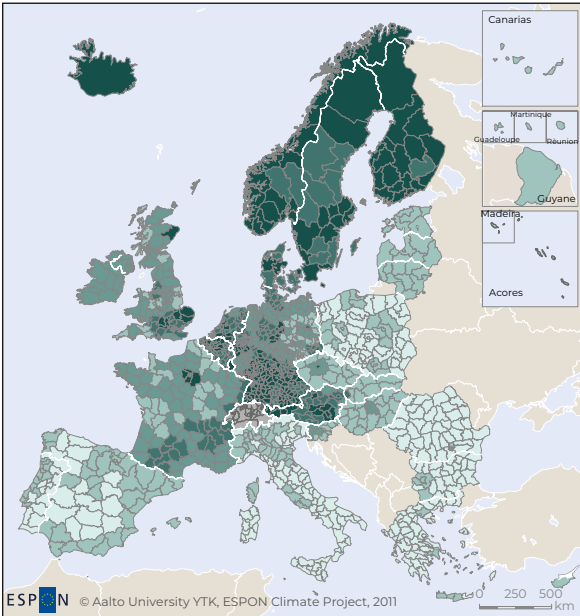 Canarias
Martinique
Guadeloupe
Réunion
Guyane
Madeira
Acores
ESPON © Aalto University YTK, ESPON Climate Project, 2011
0 250 500
km